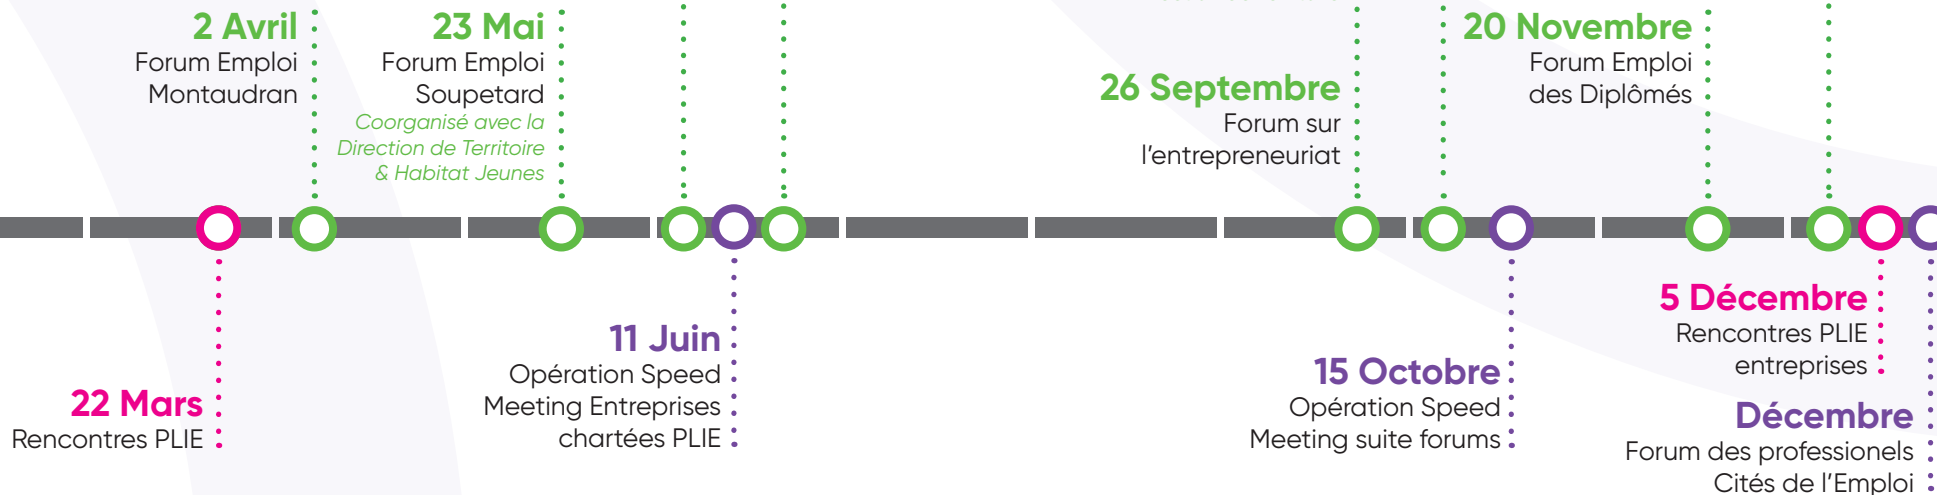 2 Avril
Forum Emploi
Montaudran
23 Mai
Forum Emploi
Soupetard
Coorganisé avec la
Direction de Territoire
& Habitat Jeunes
26 Septembre
Forum sur
l’entrepreneuriat
20 Novembre
Forum Emploi
des Diplômés
22 Mars
Rencontres PLIE
11 Juin
Opération Speed
Meeting Entreprises
chartées PLIE
15 Octobre
Opération Speed
Meeting suite forums
5 Décembre
Rencontres PLIE
entreprises
Décembre
Forum des professionels
Cités de l’Emploi